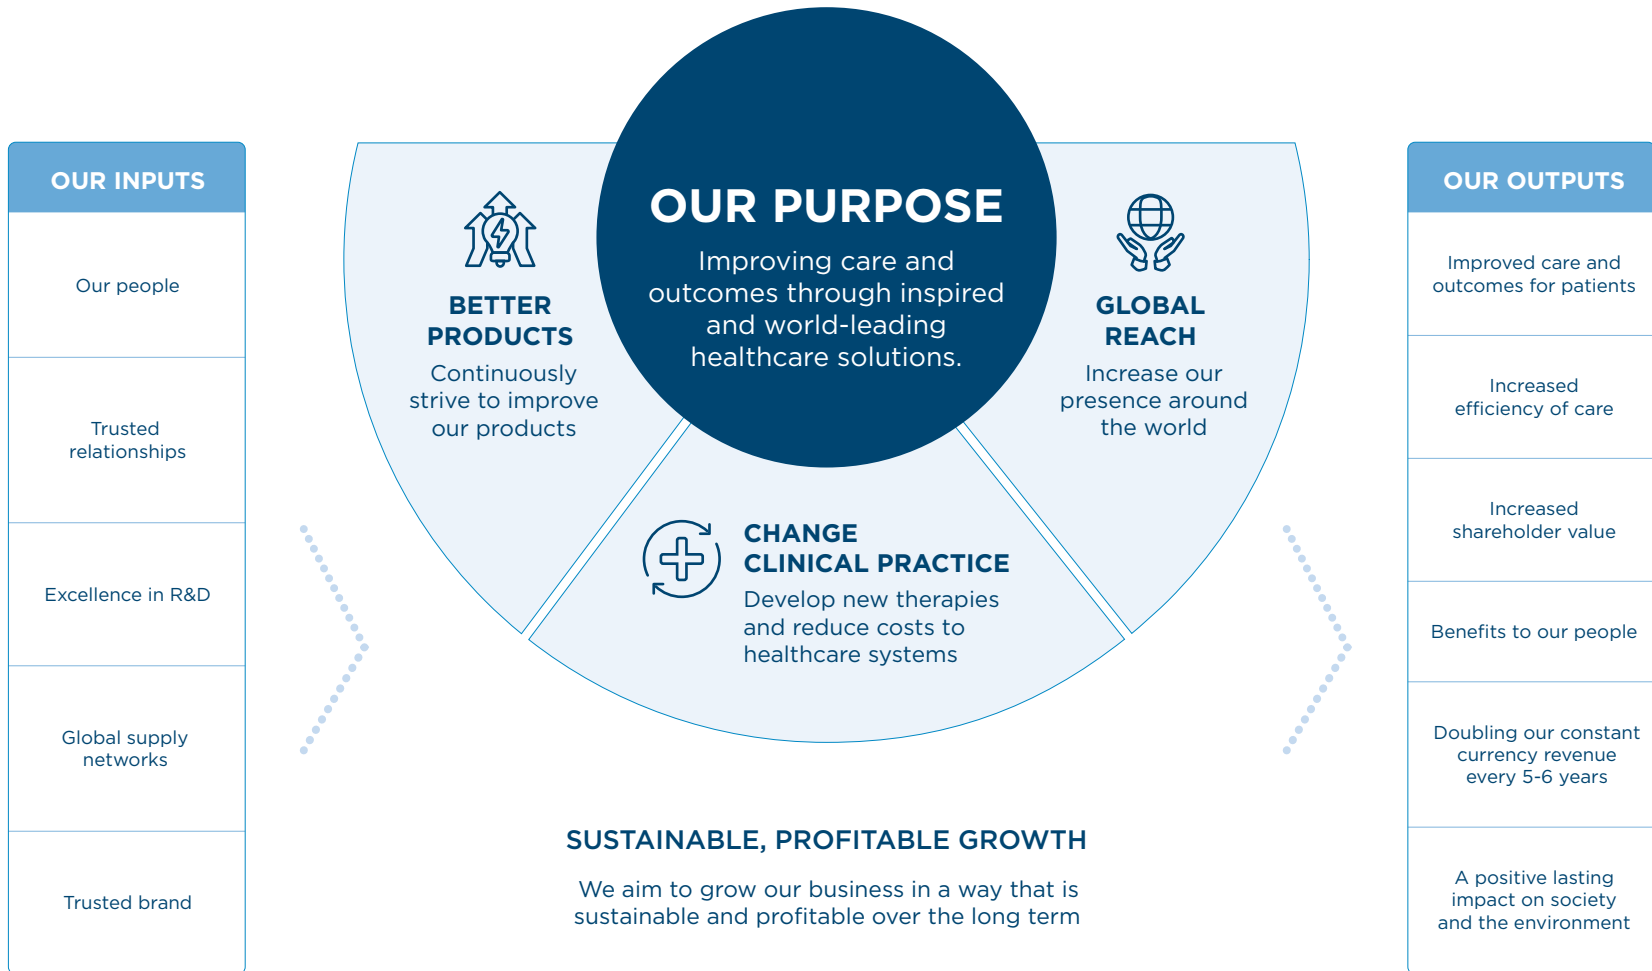 OUR INPUTS
Our people
Trusted
relationships
Excellence in R&D
Global supply
networks
Trusted brand
OUR PURPOSE
Improving care and
outcomes through inspired
and world-leading
healthcare solutions.
BETTER
PRODUCTS
Continuously
strive to improve
our products
CHANGE
CLINICAL PRACTICE
Develop new therapies
and reduce costs to
healthcare systems
GLOBAL
REACH
Increase our
presence around
the world
SUSTAINABLE, PROFITABLE GROWTH
We aim to grow our business in a way that is
sustainable and profitable over the long term
OUR OUTPUTS
Improved care and
outcomes for patients
Increased
efficiency of care
Increased
shareholder value
Benefits to our people
Doubling our constant
currency revenue
every 5-6 years
A positive lasting
impact on society
and the environment